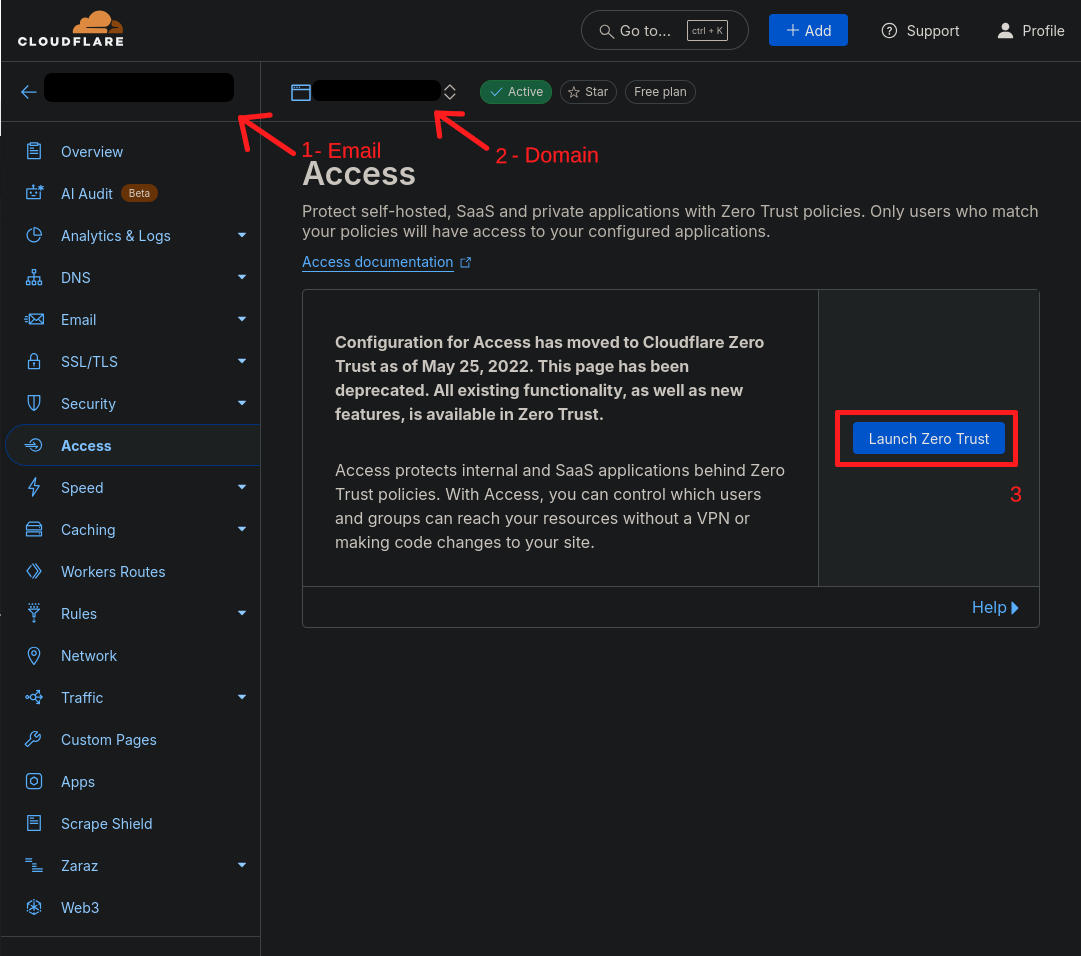 CLOUDFLARE
Go to... ctrl + K
+ Add
Support
Profile
Active
Star
Free plan
1- Email
2 - Domain
Overview
AI Audit Beta
Analytics & Logs
DNS
Email
SSL/TLS
Security
Access
Speed
Caching
Workers Routes
Rules
Network
Traffic
Custom Pages
Apps
Scrape Shield
Zaraz
Web3
Access
Protect self-hosted, SaaS and private applications with Zero Trust policies. Only users who match
your policies will have access to your configured applications.
Access documentation
Configuration for Access has moved to Cloudflare Zero
Trust as of May 25, 2022. This page has been
deprecated. All existing functionality, as well as new
features, is available in Zero Trust.
Access protects internal and SaaS applications behind Zero
Trust policies. With Access, you can control which users
and groups can reach your resources without a VPN or
making code changes to your site.
Launch Zero Trust
3
Help